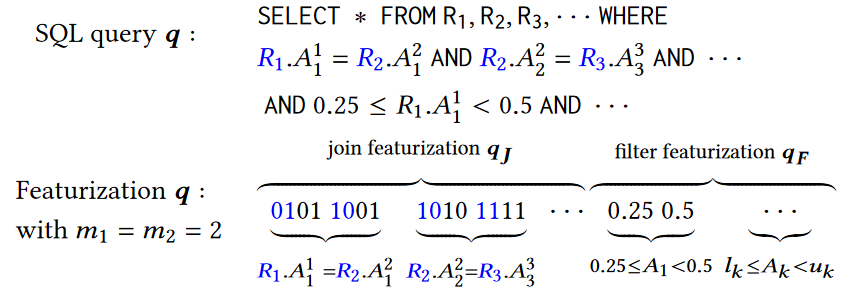 SQL query q :
SELECT * FROM R₁, R₂, R₃, ⋯ WHERE
R₁.A₁¹ = R₂.A₁² AND R₂.A₂² = R₃.A₃³ AND ⋯
AND 0.25 ≤ R₁.A₁¹ < 0.5 AND ⋯
join featurization q_J
filter featurization q_F
Featurization q :
with m₁ = m₂ = 2
0101 1001 1010 1111 ⋯ 0.25 0.5 ⋯
R₁.A₁¹ =R₂.A₁² R₂.A₂²=R₃.A₃³ 0.25≤A₁<0.5 lₖ≤Aₖ<uₖ